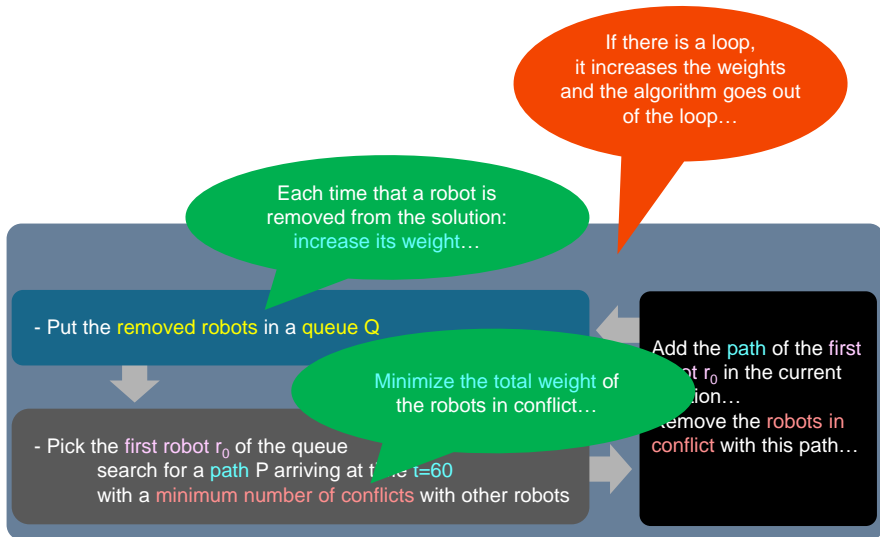 If there is a loop,
it increases the weights
and the algorithm goes out
of the loop…
Each time that a robot is
removed from the solution:
increase its weight…
- Put the removed robots in a queue Q
Minimize the total weight of
the robots in conflict…
Add the path of the first
r₀ in the current
Remove the robots in
conflict with this path…
- Pick the first robot r₀ of the queue
search for a path P arriving at time t=60
with a minimum number of conflicts with other robots